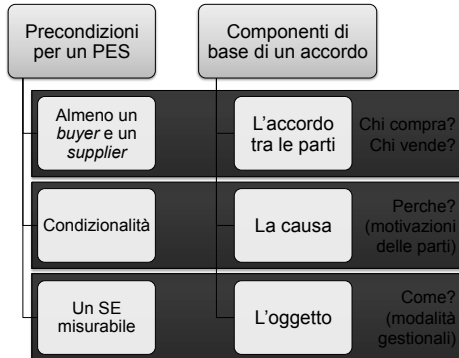 Precondizioni
per un PES
Componenti di
base di un accordo
Almeno un
buyer e un
supplier
L'accordo
tra le parti
Chi compra?
Chi vende?
Condizionalità
La causa
Perche?
(motivazioni
delle parti)
Un SE
misurabile
L'oggetto
Come?
(modalità
gestionali)